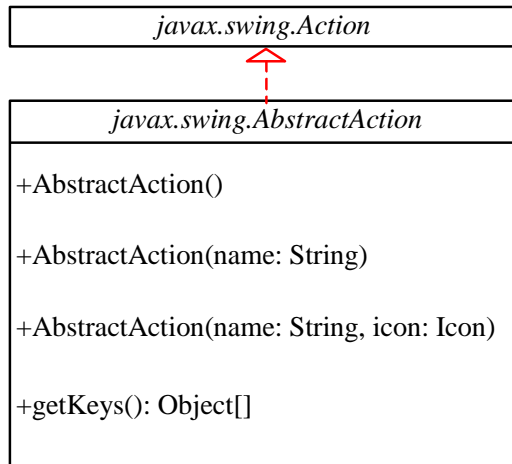 javax.swing.Action
javax.swing.AbstractAction
+AbstractAction()
+AbstractAction(name: String)
+AbstractAction(name: String, icon: Icon)
+getKeys(): Object[]